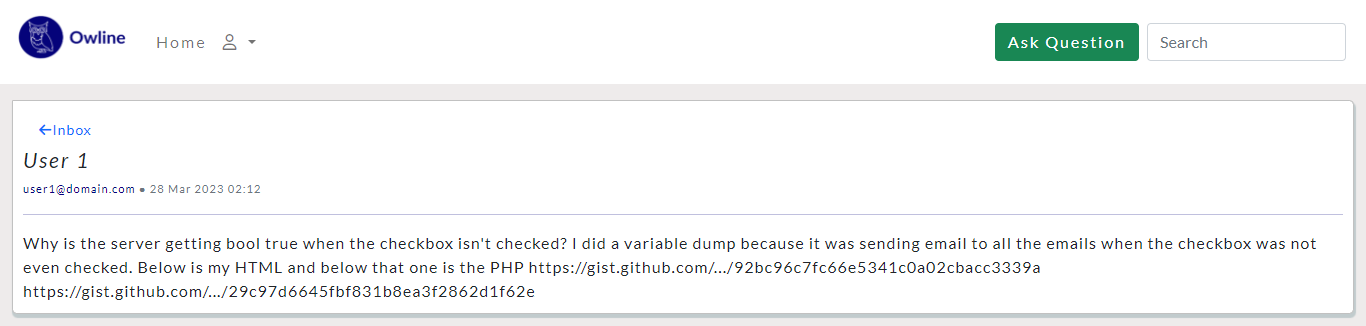 Owline Home Ask Question Search
Inbox
User 1
user1@domain.com • 28 Mar 2023 02:12
Why is the server getting bool true when the checkbox isn't checked? I did a variable dump because it was sending email to all the emails when the checkbox was not
even checked. Below is my HTML and below that one is the PHP https://gist.github.com/.../92bc96c7fc66e5341c0a02cbacc3339a
https://gist.github.com/.../29c97d6645fbf831b8ea3f2862d1f62e